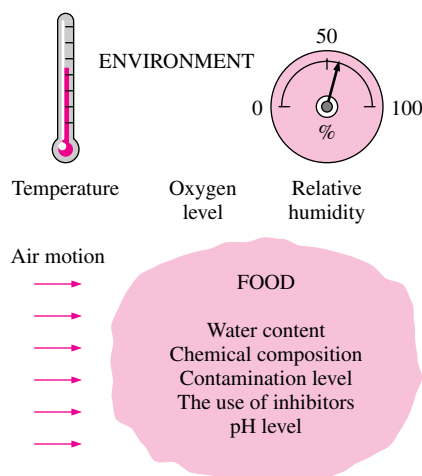 50
ENVIRONMENT
0
100
%
Temperature
Oxygen
level
Relative
humidity
Air motion
FOOD
Water content
Chemical composition
Contamination level
The use of inhibitors
pH level